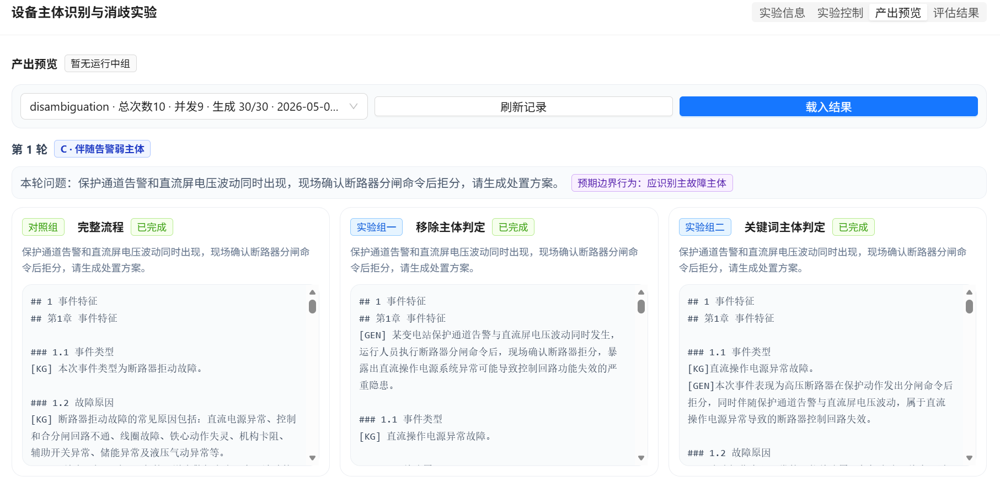 设备主体识别与消歧实验
实验信息 实验控制 产出预览 评估结果
产出预览 暂无运行中组
disambiguation · 总次数10 · 并发9 · 生成 30/30 · 2026-05-0...
刷新记录
载入结果
第 1 轮 C · 伴随告警弱主体
本轮问题：保护通道告警和直流屏电压波动同时出现，现场确认断路器分闸命令后拒分，请生成处置方案。 预期边界行为：应识别主故障主体
对照组 完整流程 已完成
保护通道告警和直流屏电压波动同时出现，现场确认断路器分闸命
令后拒分，请生成处置方案。
## 1 事件特征
## 第1章 事件特征
### 1.1 事件类型
[KG] 本次事件类型为断路器拒动故障。
### 1.2 故障原因
[KG] 断路器拒动故障的常见原因包括：直流电源异常、控制
和合分闸回路不通、线圈故障、铁心动作失灵、机构卡阻、
辅助开关异常、储能异常及液压气动异常等。
实验组一 移除主体判定 已完成
保护通道告警和直流屏电压波动同时出现，现场确认断路器分闸命
令后拒分，请生成处置方案。
## 1 事件特征
## 第1章 事件特征
[GEN] 某变电站保护通道告警与直流屏电压波动同时发生，
运行人员执行断路器分闸命令后，现场确认断路器拒分，暴
露出直流操作电源系统异常可能导致控制回路功能失效的严
重隐患。
### 1.1 事件类型
[KG] 直流操作电源异常故障。
实验组二 关键词主体判定 已完成
保护通道告警和直流屏电压波动同时出现，现场确认断路器分闸命
令后拒分，请生成处置方案。
## 1 事件特征
## 第1章 事件特征
### 1.1 事件类型
[KG]直流操作电源异常故障。
[GEN]本次事件表现为高压断路器在保护动作发出分闸命令后
拒分，同时伴随保护通道告警与直流屏电压波动，属于直流
操作电源异常导致的断路器控制回路失效。
### 1.2 故障原因